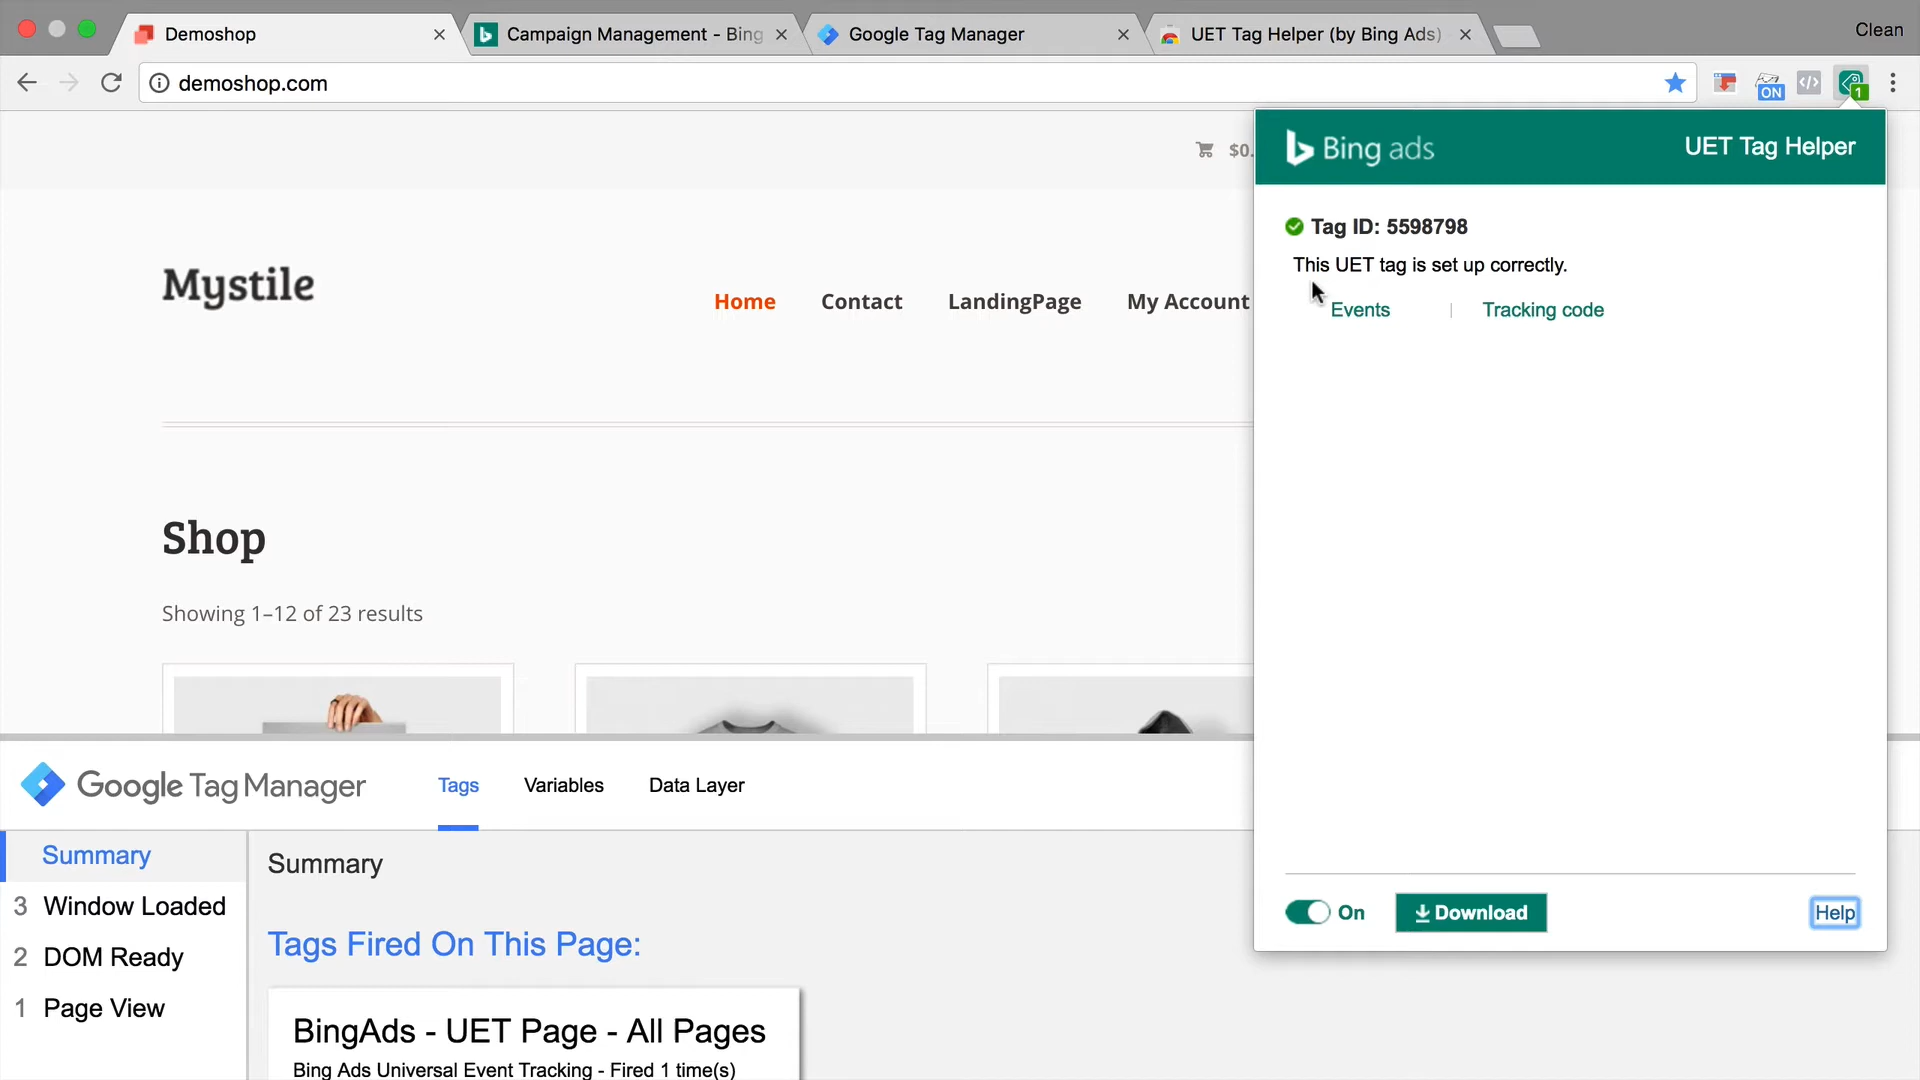 Demoshop
Campaign Management - Bing
Google Tag Manager
UET Tag Helper (by Bing Ads)
Clean
demoshop.com
ON
1
$0.
Bing ads
UET Tag Helper
Tag ID: 5598798
This UET tag is set up correctly.
Events | Tracking code
Mystile
Home
Contact
LandingPage
My Account
Shop
Showing 1–12 of 23 results
On
Download
Help
Google Tag Manager
Tags
Variables
Data Layer
Summary
3 Window Loaded
2 DOM Ready
1 Page View
Summary
Tags Fired On This Page:
BingAds - UET Page - All Pages
Bing Ads Universal Event Tracking - Fired 1 time(s)